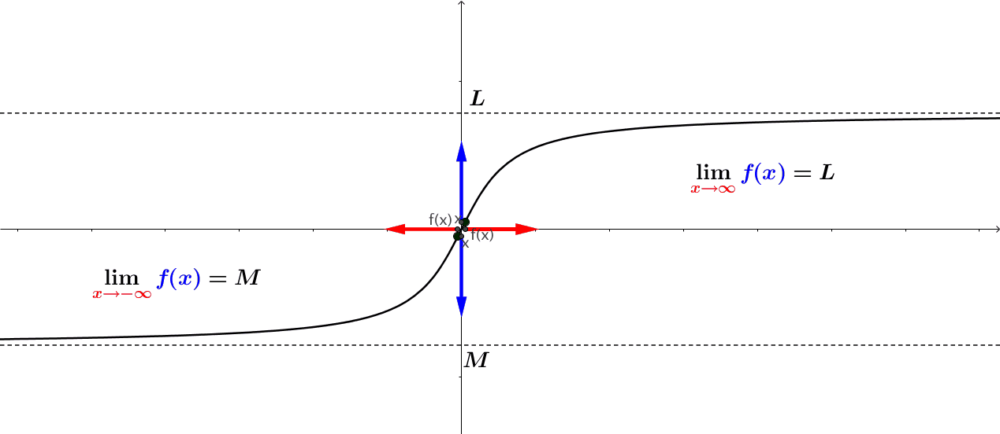 L
lim f(x) = L
x→∞
f(x) x
f(x)
x
lim f(x) = M
x→−∞
M